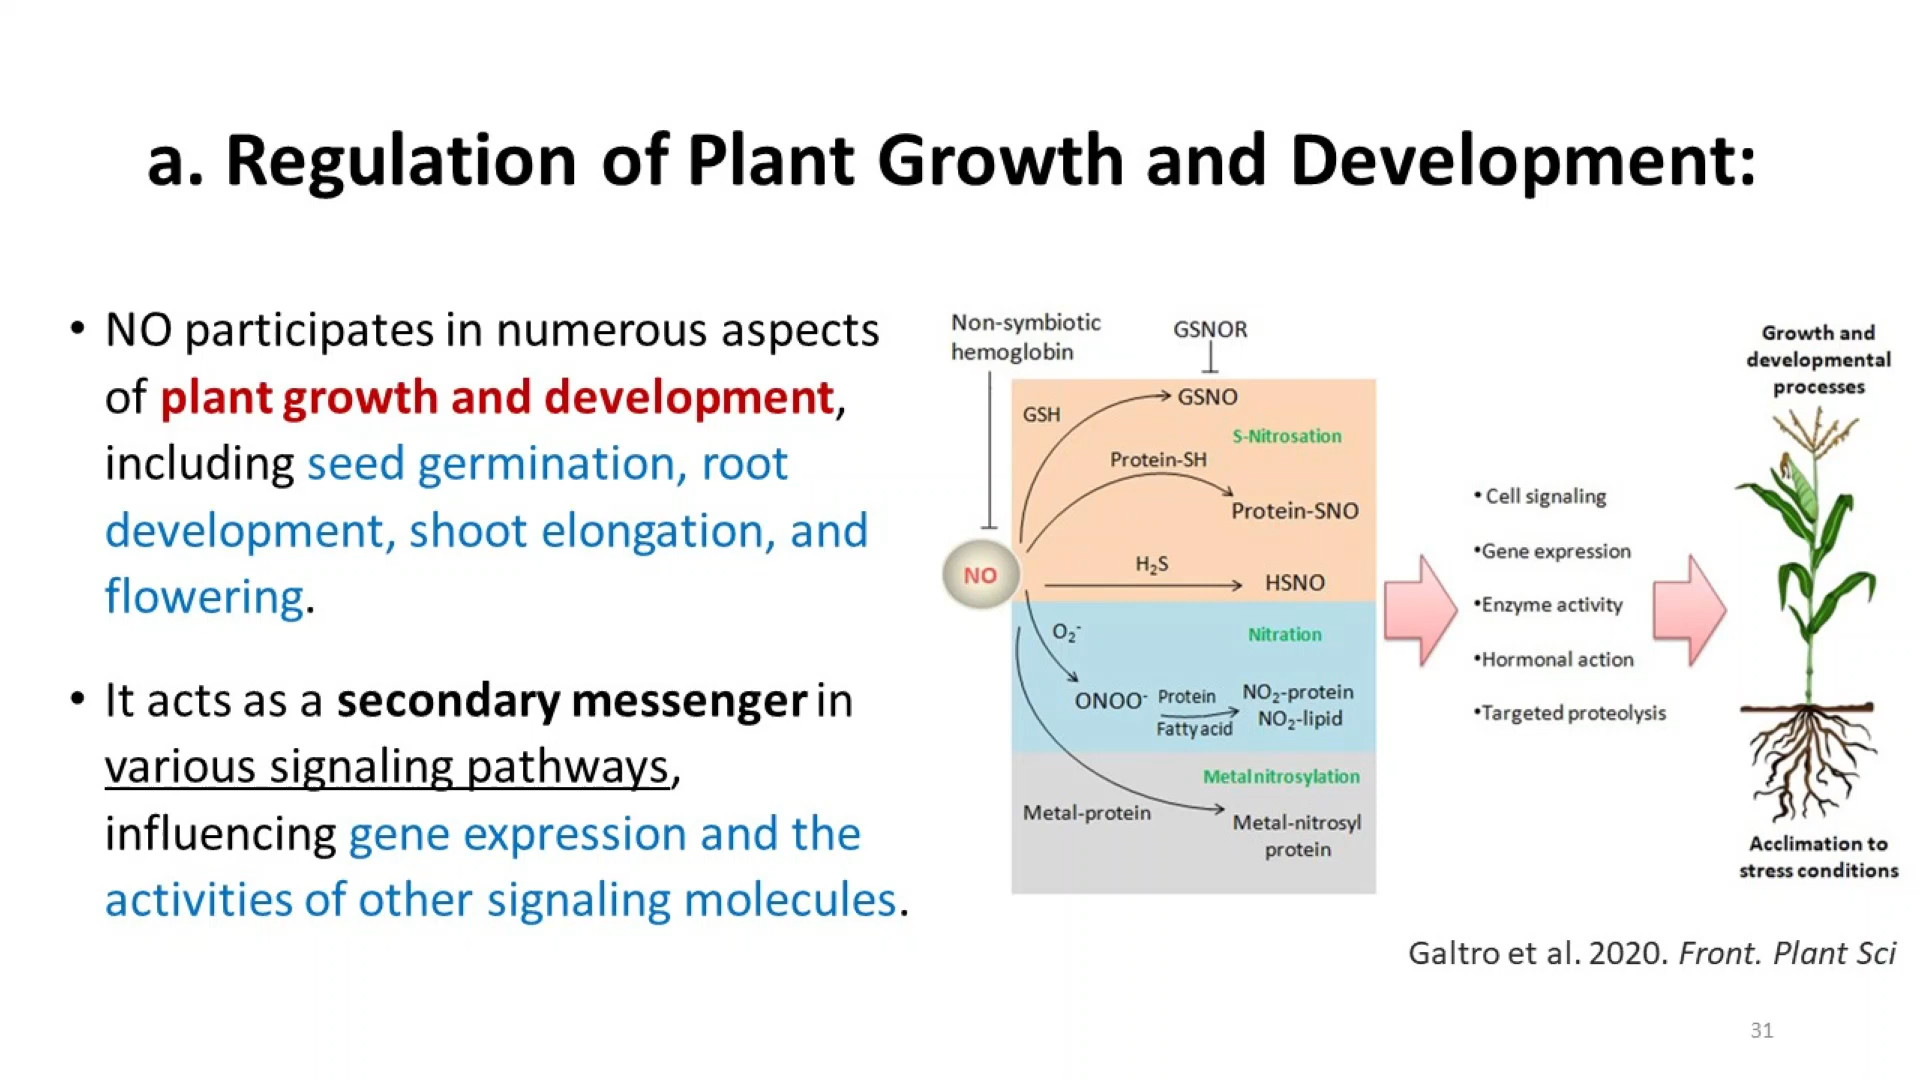 a. Regulation of Plant Growth and Development:
• NO participates in numerous aspects
of plant growth and development,
including seed germination, root
development, shoot elongation, and
flowering.
• It acts as a secondary messenger in
various signaling pathways,
influencing gene expression and the
activities of other signaling molecules.
Non-symbiotic
hemoglobin
GSNOR
GSH
GSNO
S-Nitrosation
Protein-SH
Protein-SNO
NO
H₂S
HSNO
O₂⁻
Nitration
ONOO⁻
Protein
Fatty acid
NO₂-protein
NO₂-lipid
Metal nitrosylation
Metal-protein
Metal-nitrosyl
protein
• Cell signaling
•Gene expression
•Enzyme activity
•Hormonal action
•Targeted proteolysis
Growth and
developmental
processes
Acclimation to
stress conditions
Galtro et al. 2020. Front. Plant Sci
31